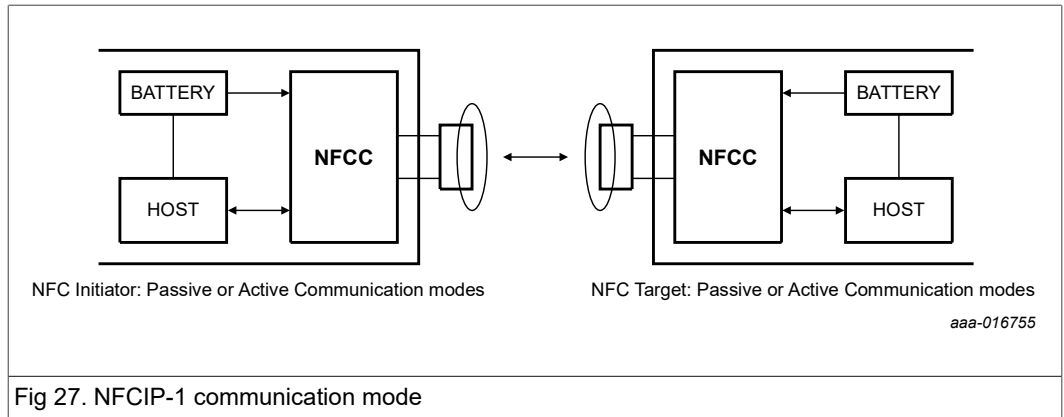 BATTERY
NFCC
HOST
BATTERY
NFCC
HOST
NFC Initiator: Passive or Active Communication modes
NFC Target: Passive or Active Communication modes
aaa-016755
Fig 27. NFCIP-1 communication mode